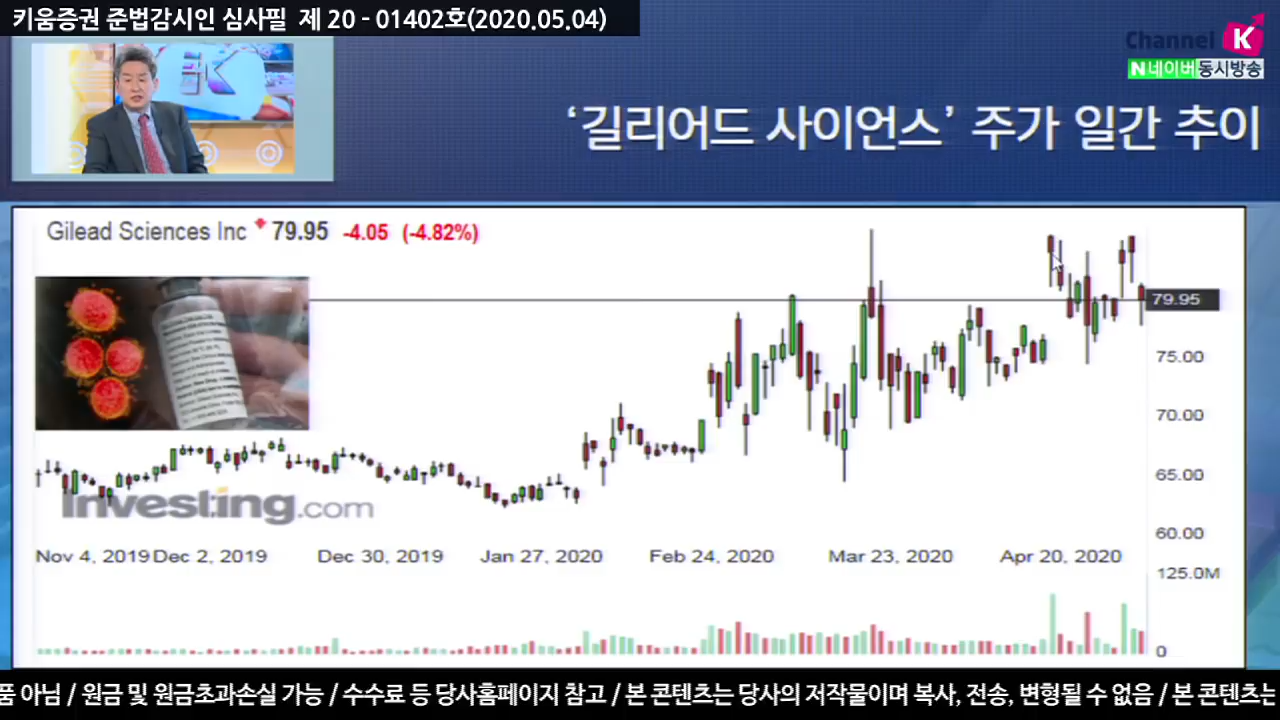 키움증권 준법감시인 심사필 제 20 - 01402호(2020.05.04)
Channel K
N 네이버 동시방송
‘길리어드 사이언스’ 주가 일간 추이
Gilead Sciences Inc 79.95 -4.05 (-4.82%)
79.95
75.00
70.00
65.00
60.00
Investing.com
Nov 4, 2019 Dec 2, 2019 Dec 30, 2019 Jan 27, 2020 Feb 24, 2020 Mar 23, 2020 Apr 20, 2020
125.0M
0
품 아님 / 원금 및 원금초과손실 가능 / 수수료 등 당사홈페이지 참고 / 본 콘텐츠는 당사의 저작물이며 복사, 전송, 변형될 수 없음 / 본 콘텐츠는